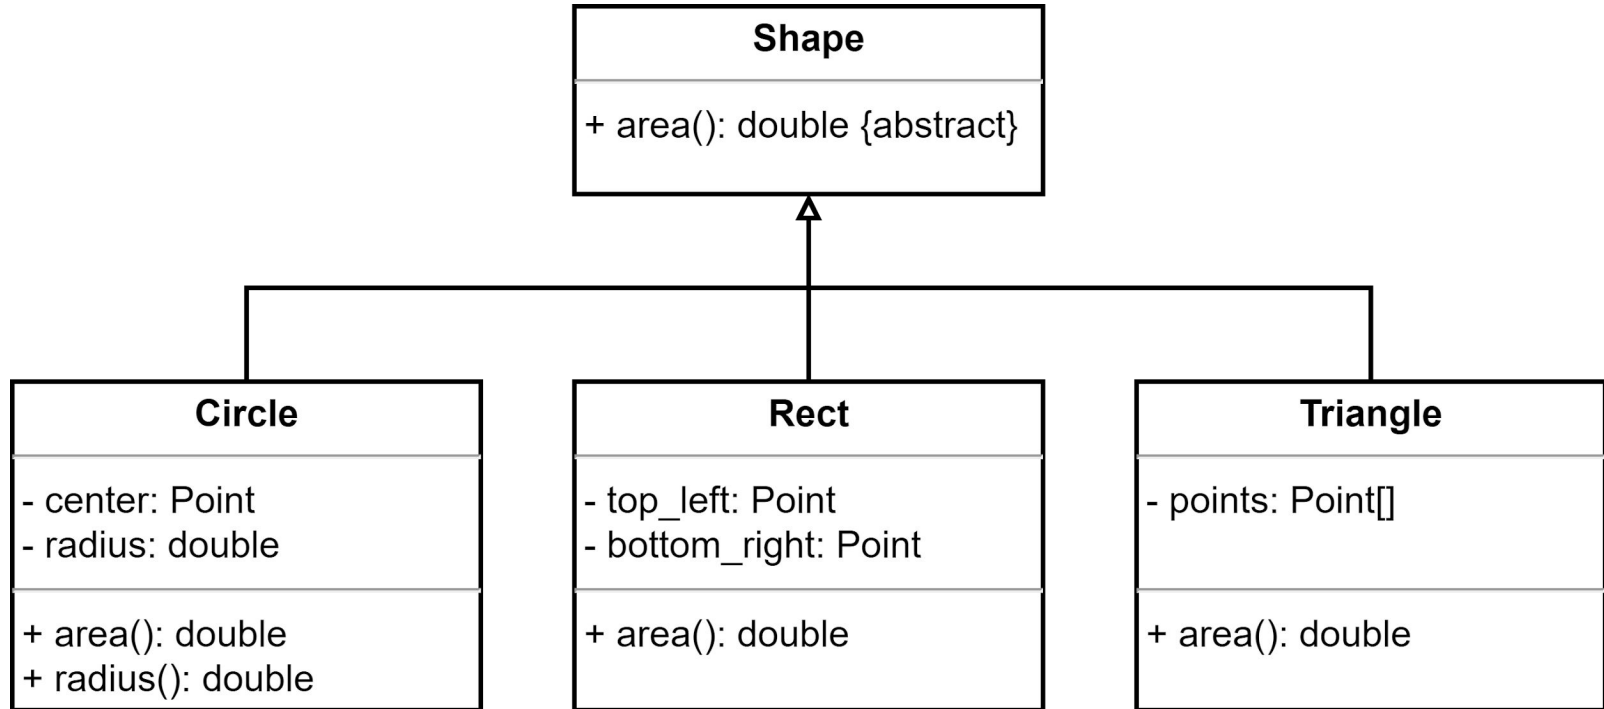 Shape
+ area(): double {abstract}
Circle
- center: Point
- radius: double
+ area(): double
+ radius(): double
Rect
- top_left: Point
- bottom_right: Point
+ area(): double
Triangle
- points: Point[]
+ area(): double